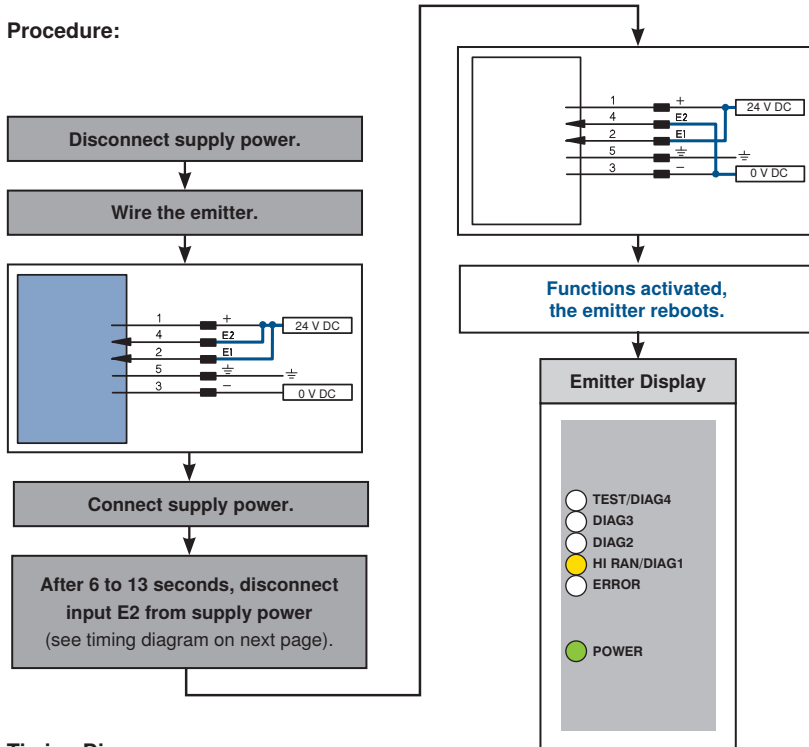 Procedure:
Disconnect supply power.
Wire the emitter.
1 +
4 E2
2 E1
5
3 −
24 V DC
0 V DC
Connect supply power.
After 6 to 13 seconds, disconnect
input E2 from supply power
(see timing diagram on next page).
1 +
4 E2
2 E1
5
3 −
24 V DC
0 V DC
Functions activated,
the emitter reboots.
Emitter Display
TEST/DIAG4
DIAG3
DIAG2
HI RAN/DIAG1
ERROR
POWER